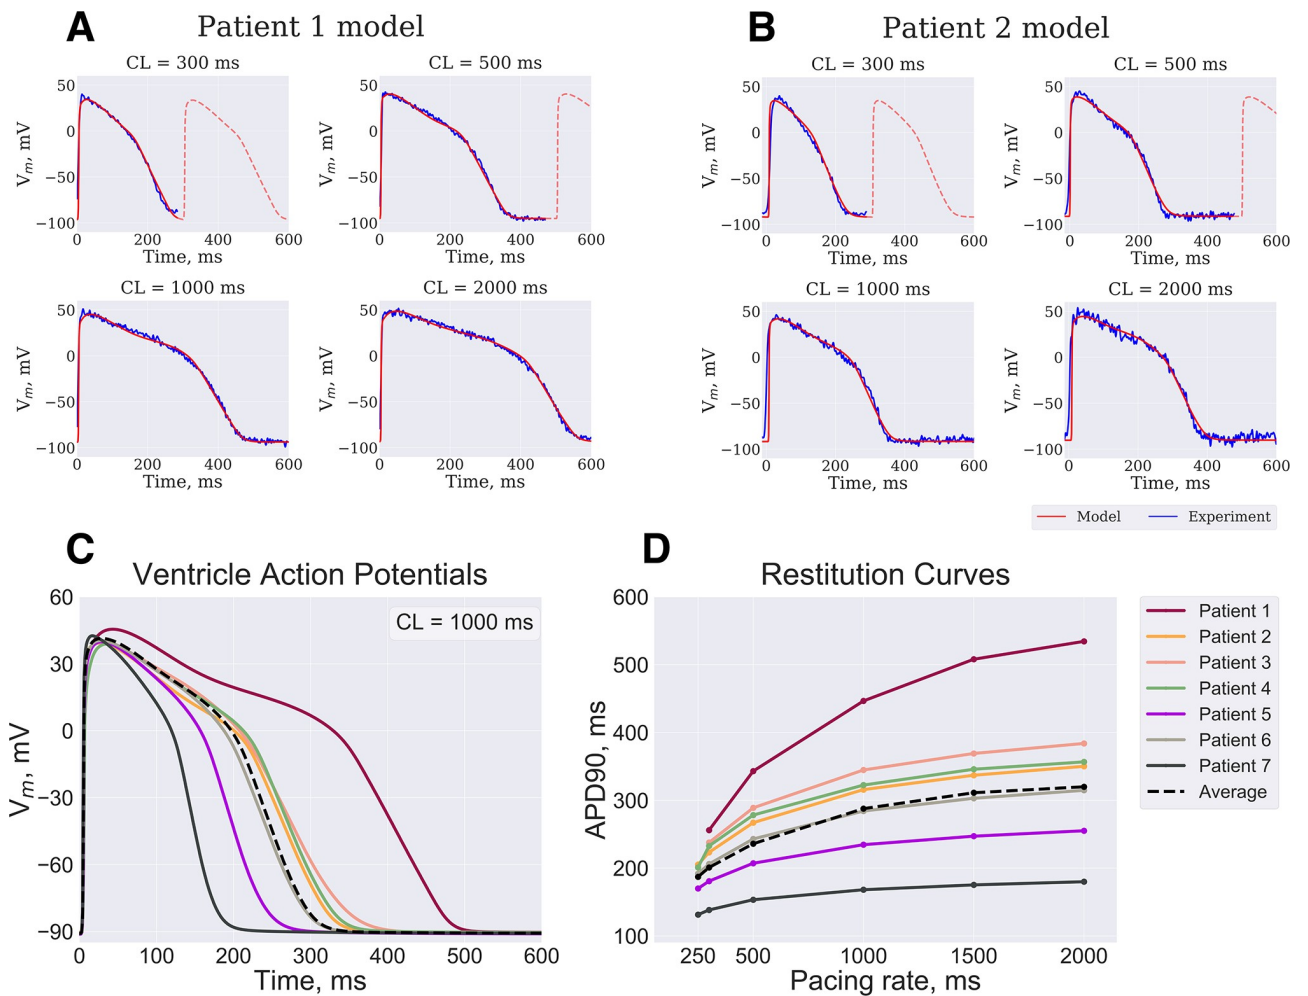 A
Patient 1 model
CL = 300 ms
50
0
−50
−100
V_m, mV
0 200 400 600
Time, ms
CL = 500 ms
50
0
−50
−100
V_m, mV
0 200 400 600
Time, ms
CL = 1000 ms
50
0
−50
−100
V_m, mV
0 200 400 600
Time, ms
CL = 2000 ms
50
0
−50
−100
V_m, mV
0 200 400 600
Time, ms
B
Patient 2 model
CL = 300 ms
50
0
−50
−100
V_m, mV
0 200 400 600
Time, ms
CL = 500 ms
50
0
−50
−100
V_m, mV
0 200 400 600
Time, ms
CL = 1000 ms
50
0
−50
−100
V_m, mV
0 200 400 600
Time, ms
CL = 2000 ms
50
0
−50
−100
V_m, mV
0 200 400 600
Time, ms
Model Experiment
C
Ventricle Action Potentials
CL = 1000 ms
60
30
0
−30
−60
−90
V_m, mV
0 100 200 300 400 500 600
Time, ms
D
Restitution Curves
600
500
400
300
200
100
APD90, ms
250 500 1000 1500 2000
Pacing rate, ms
Patient 1
Patient 2
Patient 3
Patient 4
Patient 5
Patient 6
Patient 7
Average